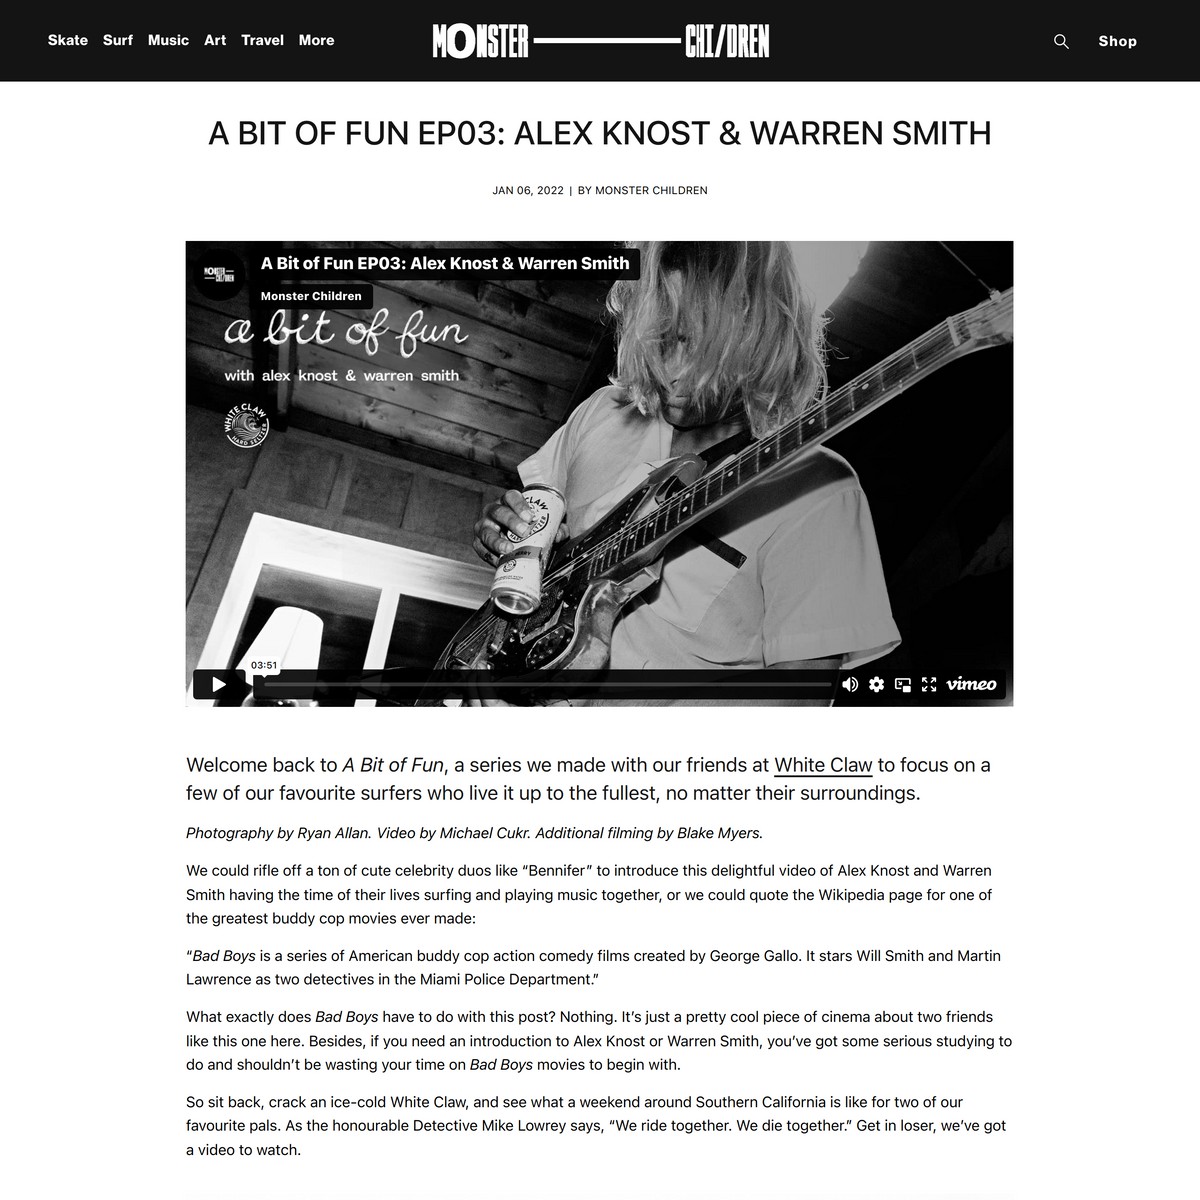 Skate Surf Music Art Travel More
MONSTER CHI/DREN
Shop
A BIT OF FUN EP03: ALEX KNOST & WARREN SMITH
JAN 06, 2022 | BY MONSTER CHILDREN
MONSTER
CHI/DREN
A Bit of Fun EP03: Alex Knost & Warren Smith
Monster Children
a bit of fun
with alex knost & warren smith
WHITE CLAW
HARD SELTZER
CLAW
SELTZER
03:51
vimeo
Welcome back to A Bit of Fun, a series we made with our friends at White Claw to focus on a
few of our favourite surfers who live it up to the fullest, no matter their surroundings.
Photography by Ryan Allan. Video by Michael Cukr. Additional filming by Blake Myers.
We could rifle off a ton of cute celebrity duos like “Bennifer” to introduce this delightful video of Alex Knost and Warren
Smith having the time of their lives surfing and playing music together, or we could quote the Wikipedia page for one of
the greatest buddy cop movies ever made:
“Bad Boys is a series of American buddy cop action comedy films created by George Gallo. It stars Will Smith and Martin
Lawrence as two detectives in the Miami Police Department.”
What exactly does Bad Boys have to do with this post? Nothing. It’s just a pretty cool piece of cinema about two friends
like this one here. Besides, if you need an introduction to Alex Knost or Warren Smith, you’ve got some serious studying to
do and shouldn’t be wasting your time on Bad Boys movies to begin with.
So sit back, crack an ice-cold White Claw, and see what a weekend around Southern California is like for two of our
favourite pals. As the honourable Detective Mike Lowrey says, “We ride together. We die together.” Get in loser, we’ve got
a video to watch.